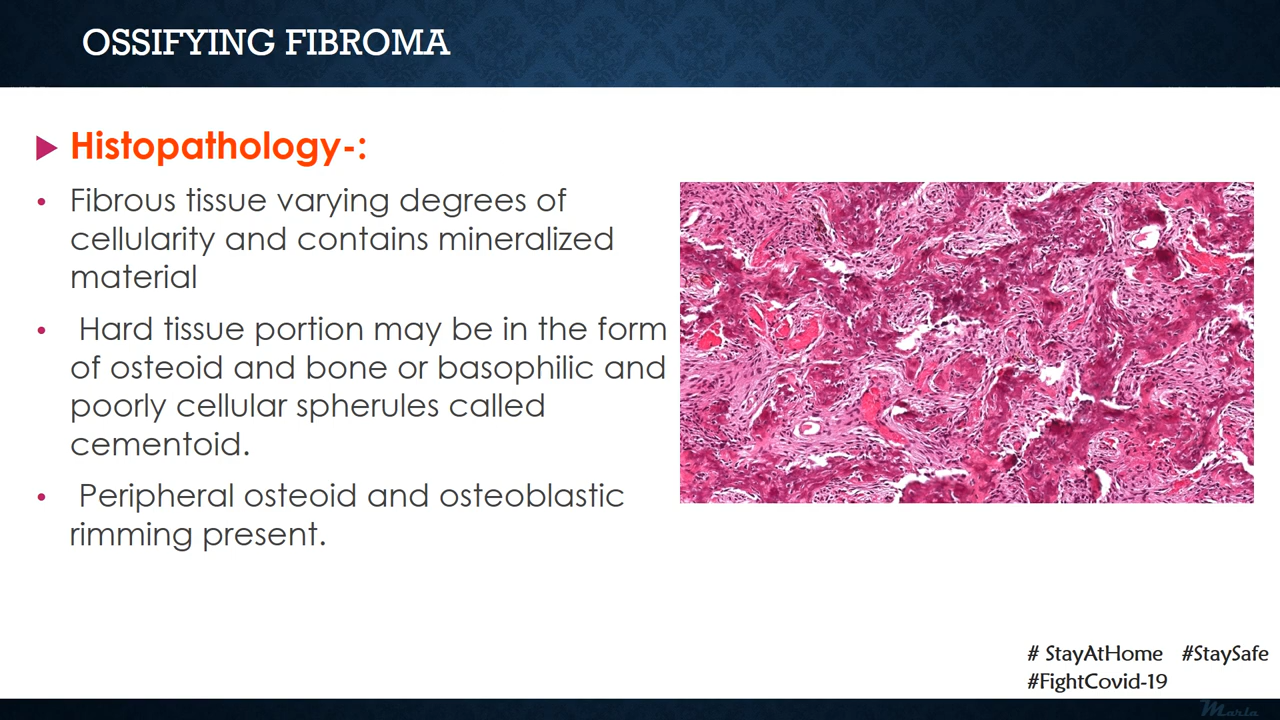 OSSIFYING FIBROMA
Histopathology-:
• Fibrous tissue varying degrees of
cellularity and contains mineralized
material
• Hard tissue portion may be in the form
of osteoid and bone or basophilic and
poorly cellular spherules called
cementoid.
• Peripheral osteoid and osteoblastic
rimming present.
# StayAtHome #StaySafe
#FightCovid-19